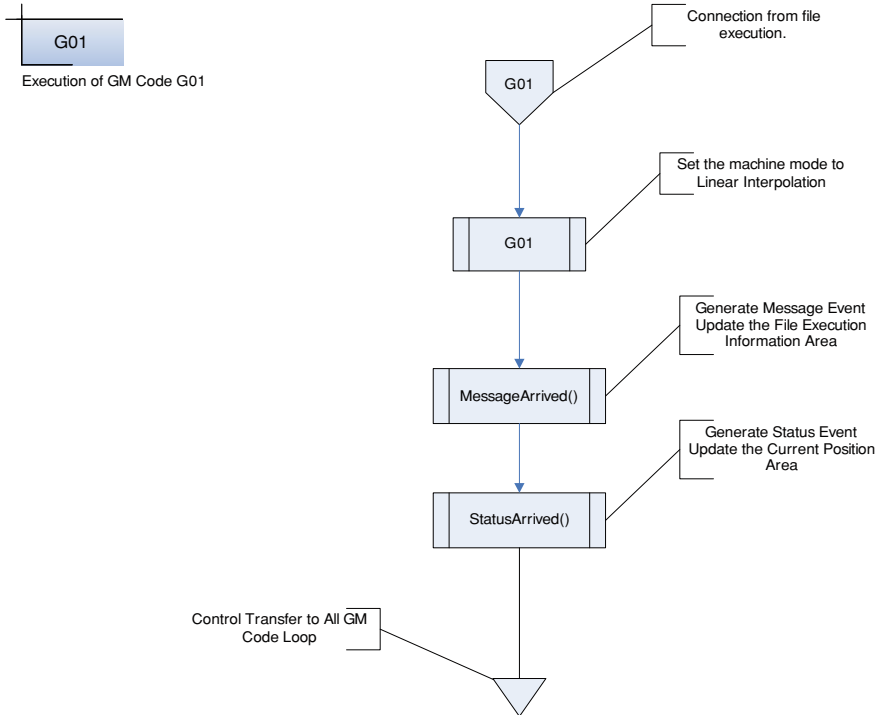 G01
Execution of GM Code G01
Connection from file
execution.
G01
Set the machine mode to
Linear Interpolation
G01
Generate Message Event
Update the File Execution
Information Area
MessageArrived()
Generate Status Event
Update the Current Position
Area
StatusArrived()
Control Transfer to All GM
Code Loop